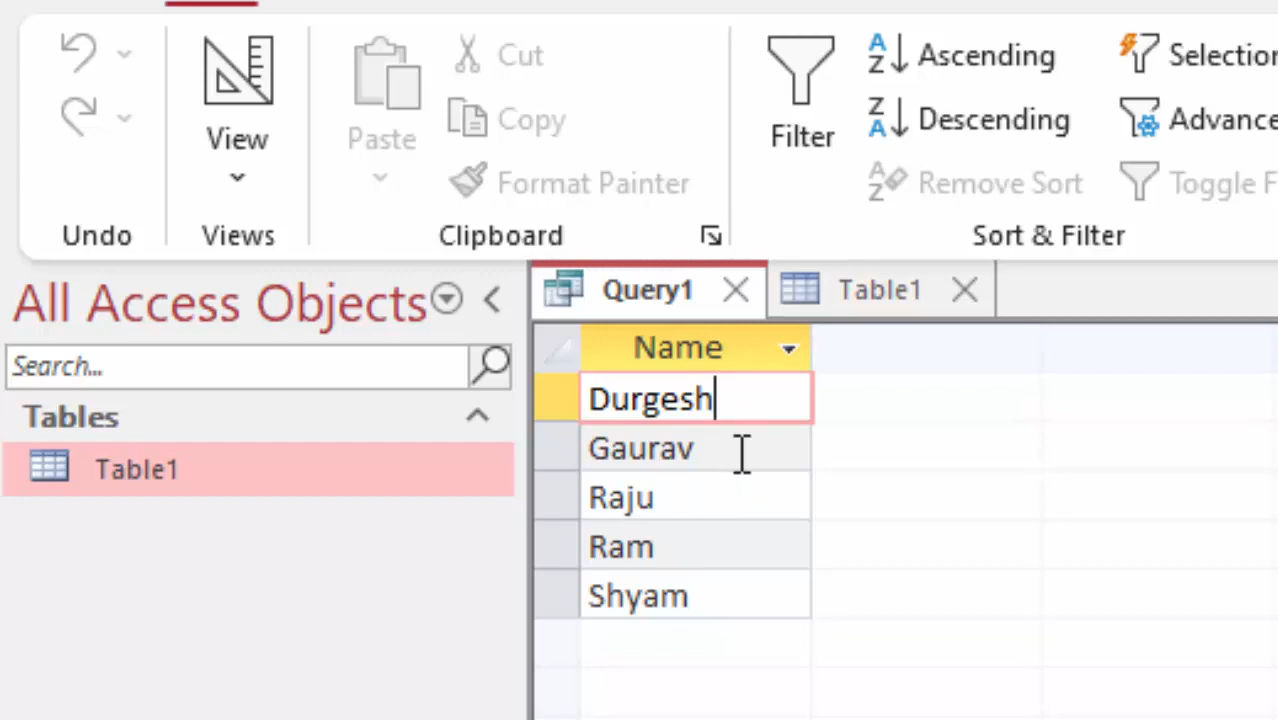 View
Paste
Cut
Copy
Format Painter
Filter
Ascending
Descending
Remove Sort
Selection
Advance
Toggle F
Undo
Views
Clipboard
Sort & Filter
All Access Objects
Search...
Tables
Table1
Query1
Table1
Name
Durgesh
Gaurav
Raju
Ram
Shyam